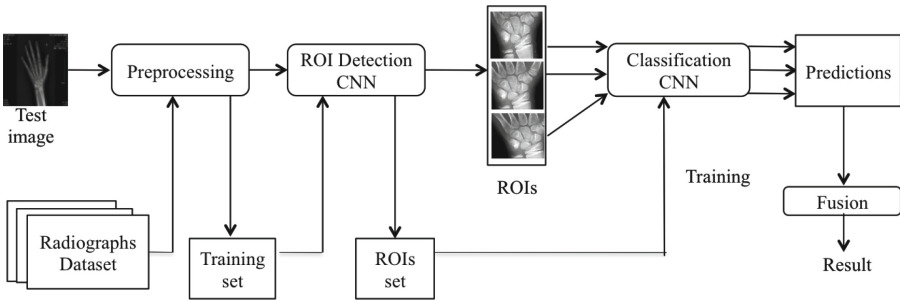 Test
image
Preprocessing
ROI Detection
CNN
ROIs
Classification
CNN
Predictions
Training
Fusion
Result
Radiographs
Dataset
Training
set
ROIs
set